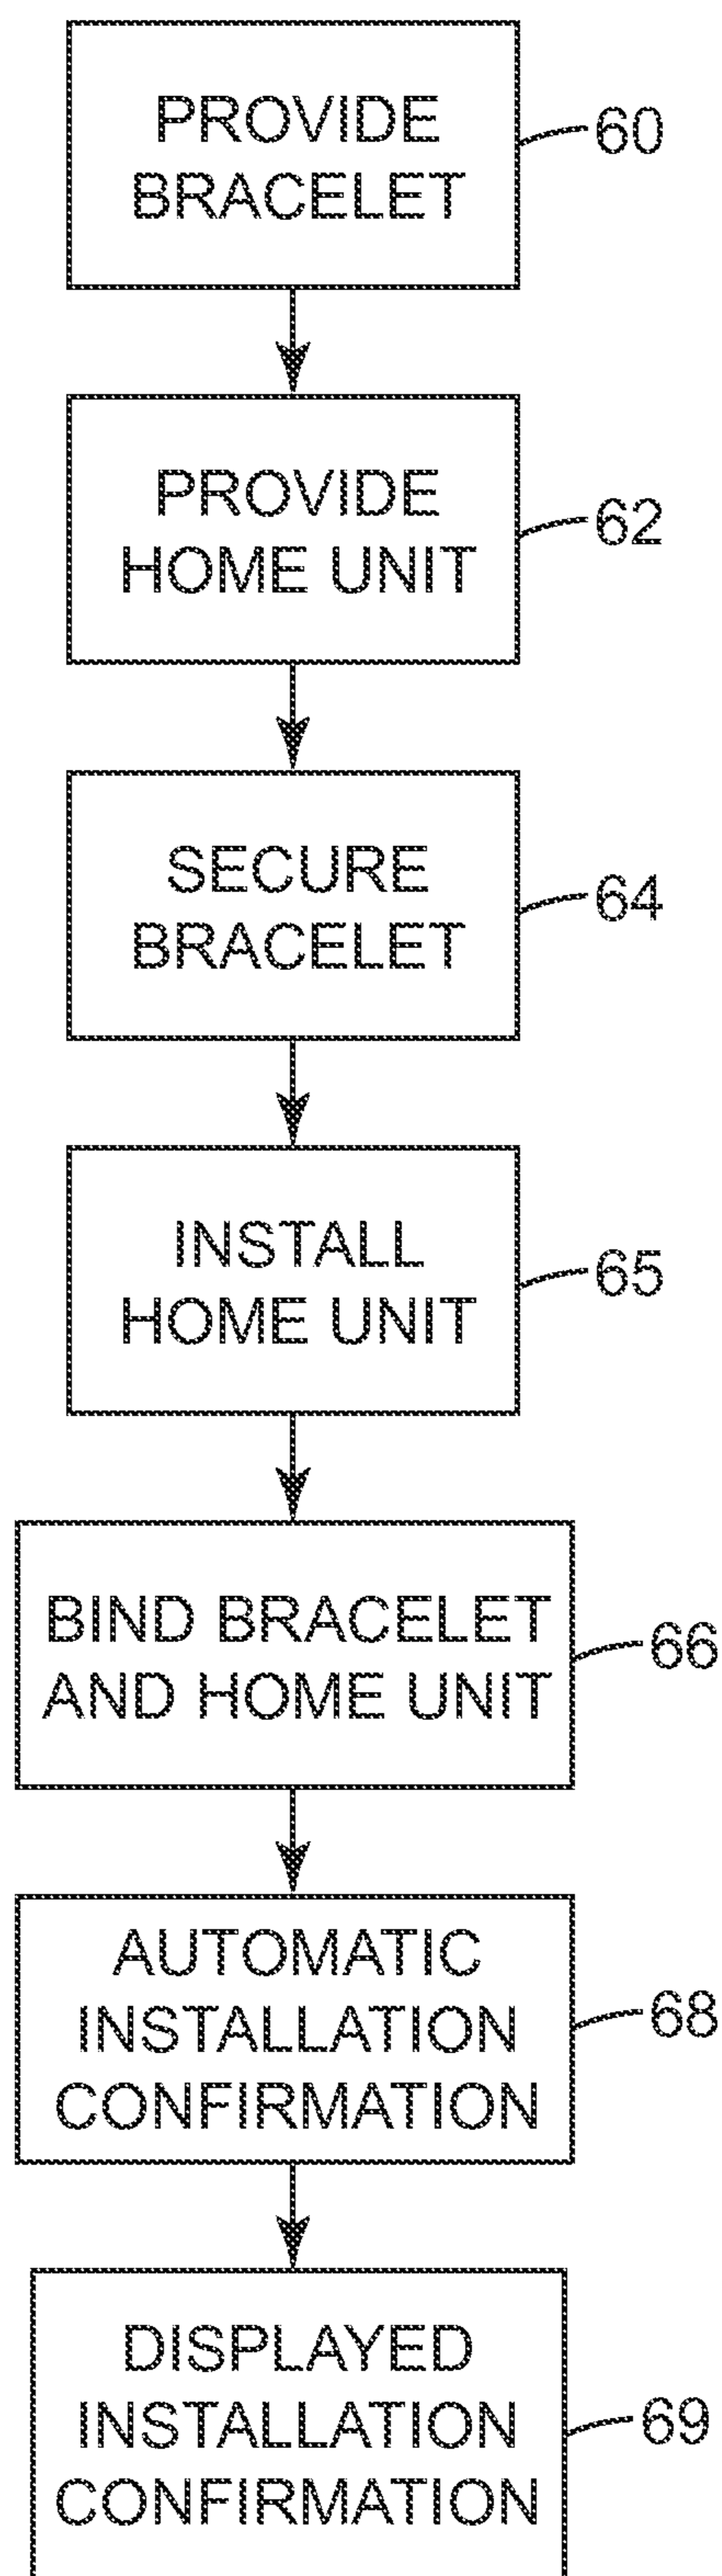 PROVIDE
BRACELET
60
PROVIDE
HOME UNIT
62
SECURE
BRACELET
64
INSTALL
HOME UNIT
65
BIND BRACELET
AND HOME UNIT
66
AUTOMATIC
INSTALLATION
CONFIRMATION
68
DISPLAYED
INSTALLATION
CONFIRMATION
69